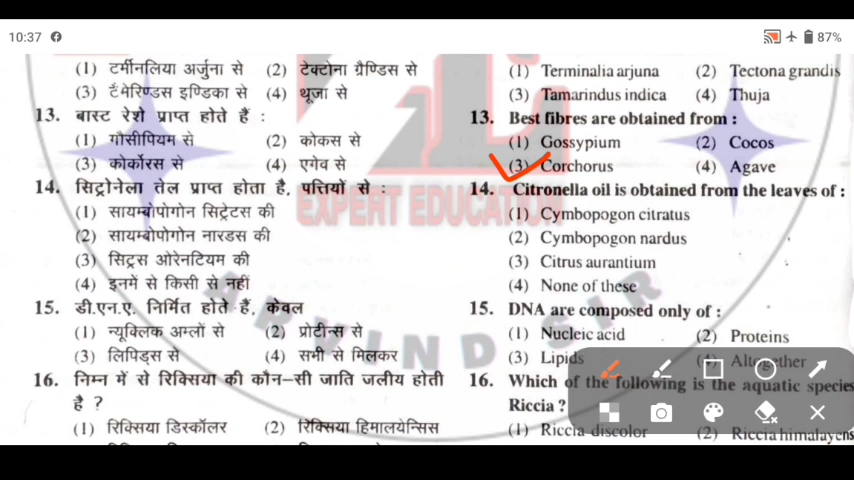 10:37
87%
(1) टर्मीनलिया अर्जुना से (2) टेक्टोना ग्रैण्डिस से
(3) टैमेरिण्डस इण्डिका से (4) थूजा से
13. बास्ट रेशे प्राप्त होते हैं :
(1) गौसीपियम से (2) कोकस से
(3) कोर्कोरस से (4) एगेव से
14. सिट्रोनेला तेल प्राप्त होता है, पत्तियों से :
(1) सायम्बोपोगोन सिट्रेटस की
(2) सायम्बोपोगोन नारडस की
(3) सिट्रस ओरेनटियम की
(4) इनमें से किसी से नहीं
15. डी.एन.ए. निर्मित होते हैं, केवल
(1) न्यूक्लिक अम्लों से (2) प्रोटीन्स से
(3) लिपिड्स से (4) सभी से मिलकर
16. निम्न में से रिक्सिया की कौन-सी जाति जलीय होती
है ?
(1) रिक्सिया डिस्कॉलर (2) रिक्सिया हिमालयेन्सिस
(1) Terminalia arjuna (2) Tectona grandis
(3) Tamarindus indica (4) Thuja
13. Best fibres are obtained from :
(1) Gossypium (2) Cocos
(3) Corchorus (4) Agave
14. Citronella oil is obtained from the leaves of :
(1) Cymbopogon citratus
(2) Cymbopogon nardus
(3) Citrus aurantium
(4) None of these
15. DNA are composed only of :
(1) Nucleic acid (2) Proteins
(3) Lipids (4) Altogether
16. Which of the following is the aquatic species
Riccia ?
(1) Riccia discolor (2) Riccia himalayens
EXPERT EDUCATION
ARVIND SIR